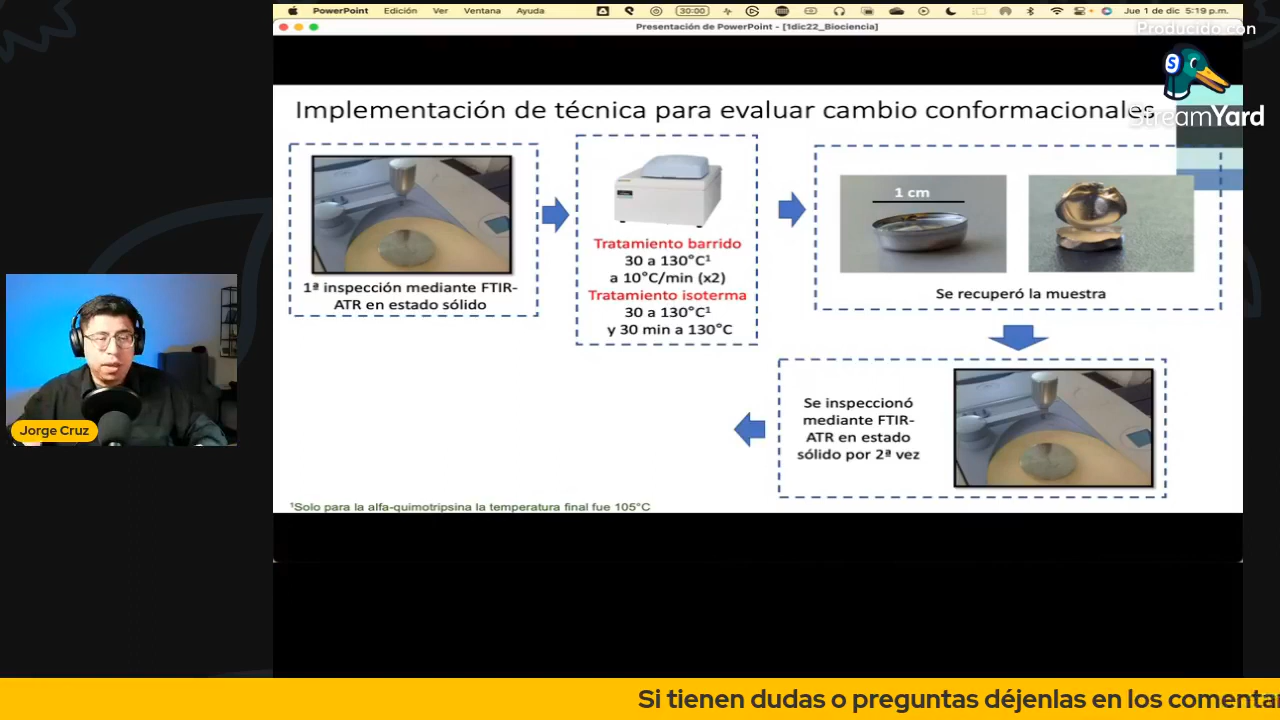 PowerPoint Edición Ver Ventana Ayuda 30:00 Jue 1 de dic 5:19 p.m.
Presentación de PowerPoint - [1dic22_Biociencia]
Producido con
S
StreamYard
Implementación de técnica para evaluar cambio conformacionales
1ª inspección mediante FTIR-
ATR en estado sólido
Tratamiento barrido
30 a 130°C¹
a 10°C/min (x2)
Tratamiento isoterma
30 a 130°C¹
y 30 min a 130°C
1 cm
Se recuperó la muestra
Se inspeccionó
mediante FTIR-
ATR en estado
sólido por 2ª vez
¹Solo para la alfa-quimotripsina la temperatura final fue 105°C
Jorge Cruz
Si tienen dudas o preguntas déjenlas en los comenta